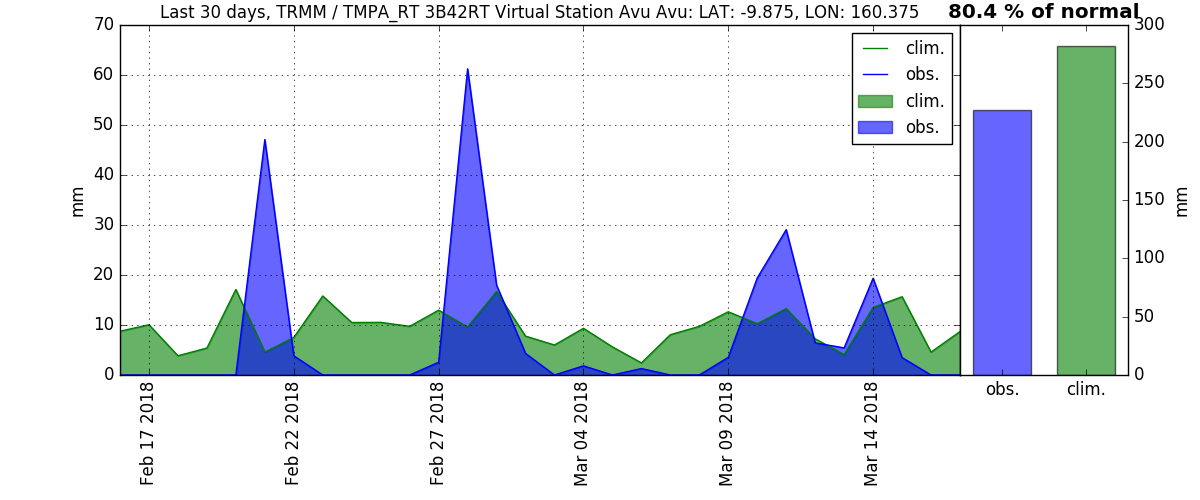 Last 30 days, TRMM / TMPA_RT 3B42RT Virtual Station Avu Avu: LAT: -9.875, LON: 160.375
80.4 % of normal
70
60
50
40
30
20
10
0
mm
clim.
obs.
clim.
obs.
Feb 17 2018
Feb 22 2018
Feb 27 2018
Mar 04 2018
Mar 09 2018
Mar 14 2018
300
250
200
150
100
50
0
mm
obs.
clim.